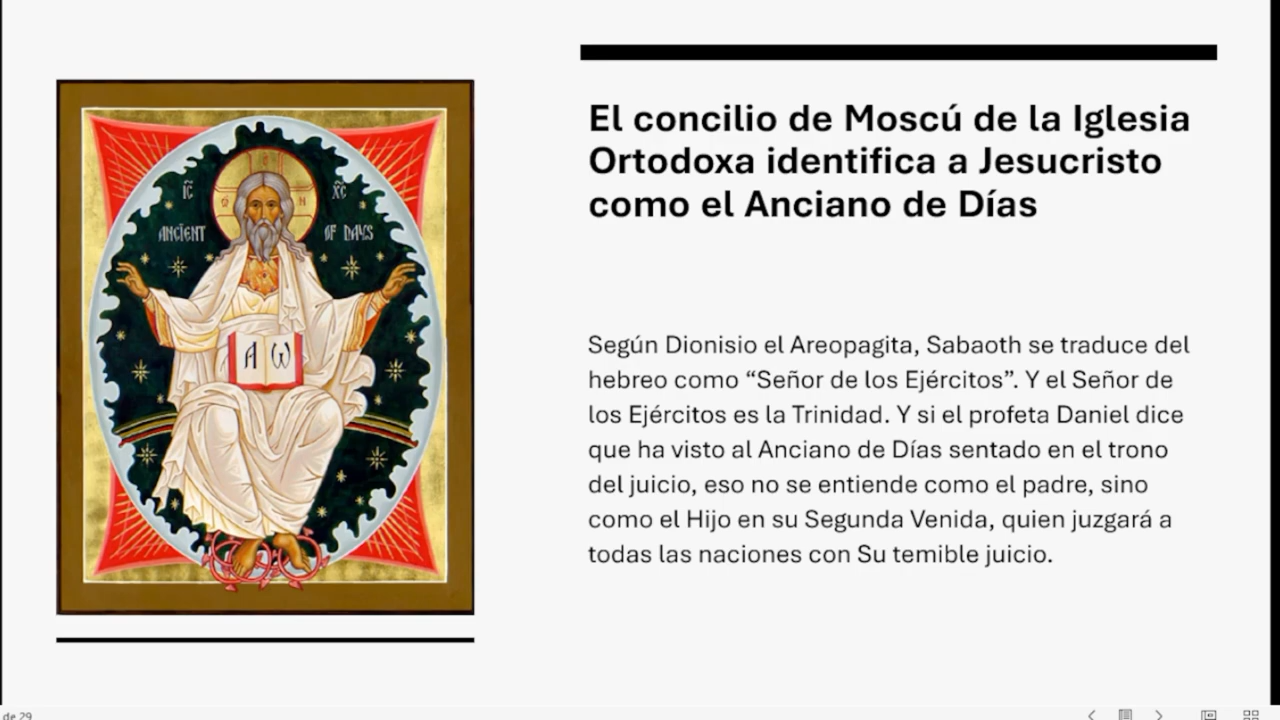 El concilio de Moscú de la Iglesia
Ortodoxa identifica a Jesucristo
como el Anciano de Días
Según Dionisio el Areopagita, Sabaoth se traduce del
hebreo como “Señor de los Ejércitos”. Y el Señor de
los Ejércitos es la Trinidad. Y si el profeta Daniel dice
que ha visto al Anciano de Días sentado en el trono
del juicio, eso no se entiende como el padre, sino
como el Hijo en su Segunda Venida, quien juzgará a
todas las naciones con Su temible juicio.
IC XC
ANCIENT OF DAYS
A W
de 29